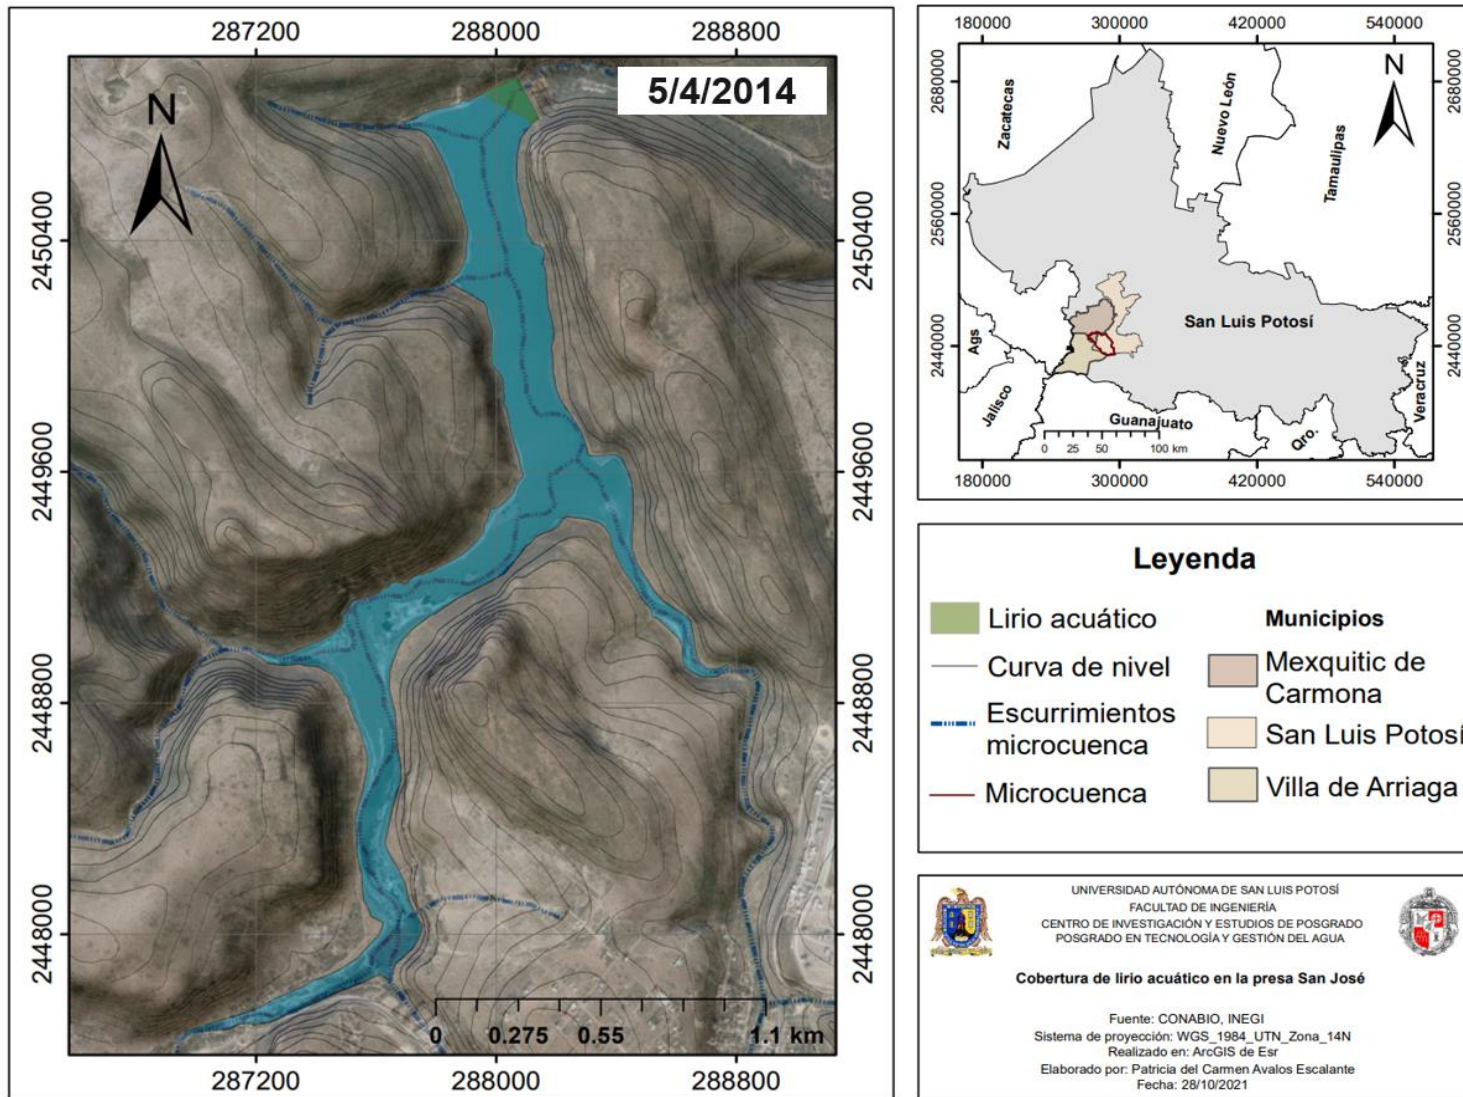 287200 288000 288800
5/4/2014
N
2450400 2450400
2449600 2449600
2448800 2448800
2448000 2448000
0 0.275 0.55 1.1 km
287200 288000 288800
180000 300000 420000 540000
2680000 2680000
2560000 2560000
2440000 2440000
Zacatecas
Nuevo León
Tamaulipas
N
San Luis Potosí
Ags
Jalisco
Guanajuato
Qro.
Veracruz
0 25 50 100 km
180000 300000 420000 540000
Leyenda
Lirio acuático
Curva de nivel
Escurrimientos
microcuenca
Microcuenca
Municipios
Mexquitic de
Carmona
San Luis Potosí
Villa de Arriaga
UNIVERSIDAD AUTÓNOMA DE SAN LUIS POTOSÍ
FACULTAD DE INGENIERÍA
CENTRO DE INVESTIGACIÓN Y ESTUDIOS DE POSGRADO
POSGRADO EN TECNOLOGÍA Y GESTIÓN DEL AGUA
Cobertura de lirio acuático en la presa San José
Fuente: CONABIO, INEGI
Sistema de proyección: WGS_1984_UTN_Zona_14N
Realizado en: ArcGIS de Esr
Elaborado por: Patricia del Carmen Avalos Escalante
Fecha: 28/10/2021